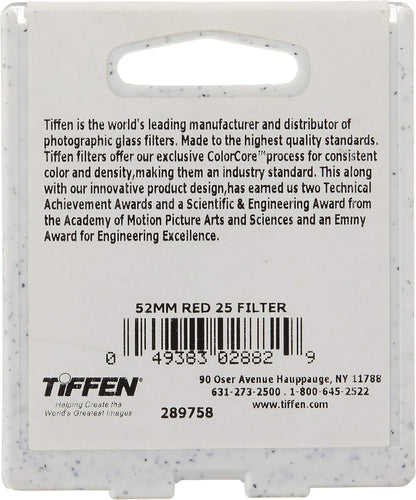 Tiffen is the world's leading manufacturer and distributor of
photographic glass filters. Made to the highest quality standards.
Tiffen filters offer our exclusive ColorCore™process for consistent
color and density,making them an industry standard. This along
with our innovative product design,has earned us two Technical
Achievement Awards and a Scientific & Engineering Award from
the Academy of Motion Picture Arts and Sciences and an Emmy
Award for Engineering Excellence.
52MM RED 25 FILTER
0 49383 02882 9
TIFFEN®
Helping Create the
World's Greatest Images
90 Oser Avenue Hauppauge, NY 11788
631-273-2500 . 1-800-645-2522
www.tiffen.com
289758